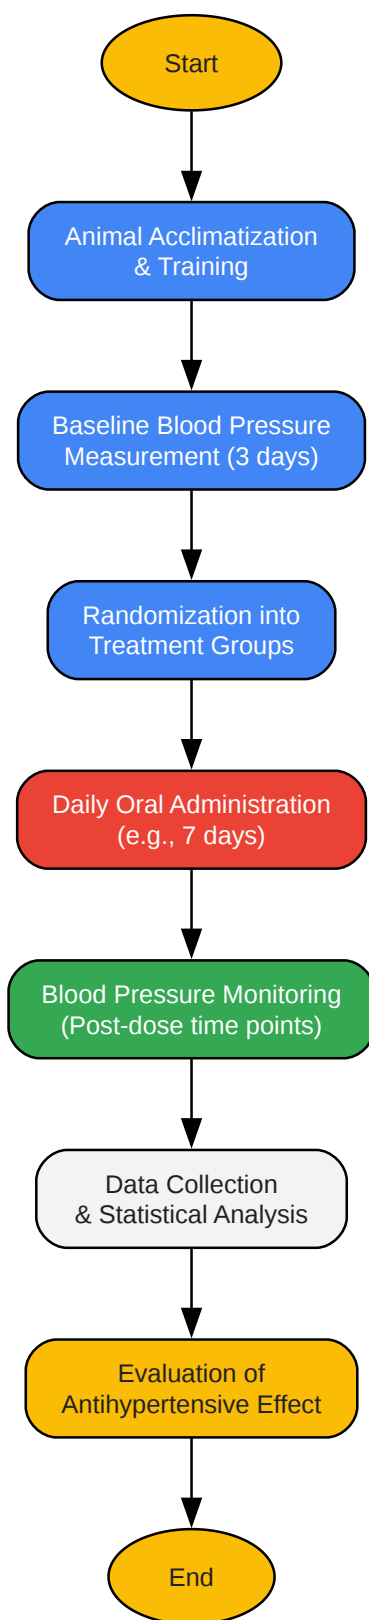 Start
Animal Acclimatization
& Training
Baseline Blood Pressure
Measurement (3 days)
Randomization into
Treatment Groups
Daily Oral Administration
(e.g., 7 days)
Blood Pressure Monitoring
(Post-dose time points)
Data Collection
& Statistical Analysis
Evaluation of
Antihypertensive Effect
End